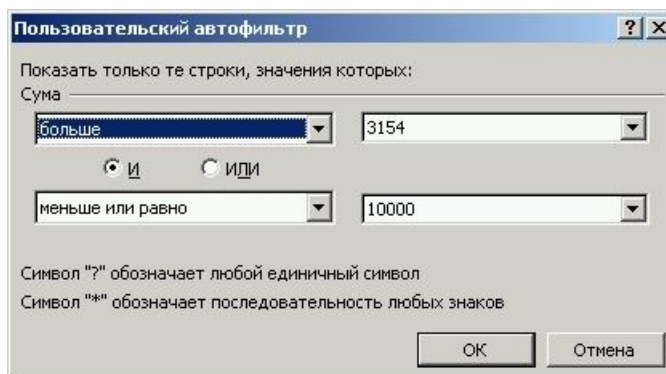 Пользовательский автофильтр
Показать только те строки, значения которых:
Сума
больше 3154
И ИЛИ
меньше или равно 10000
Символ "?" обозначает любой единичный символ
Символ "*" обозначает последовательность любых знаков
ОК Отмена